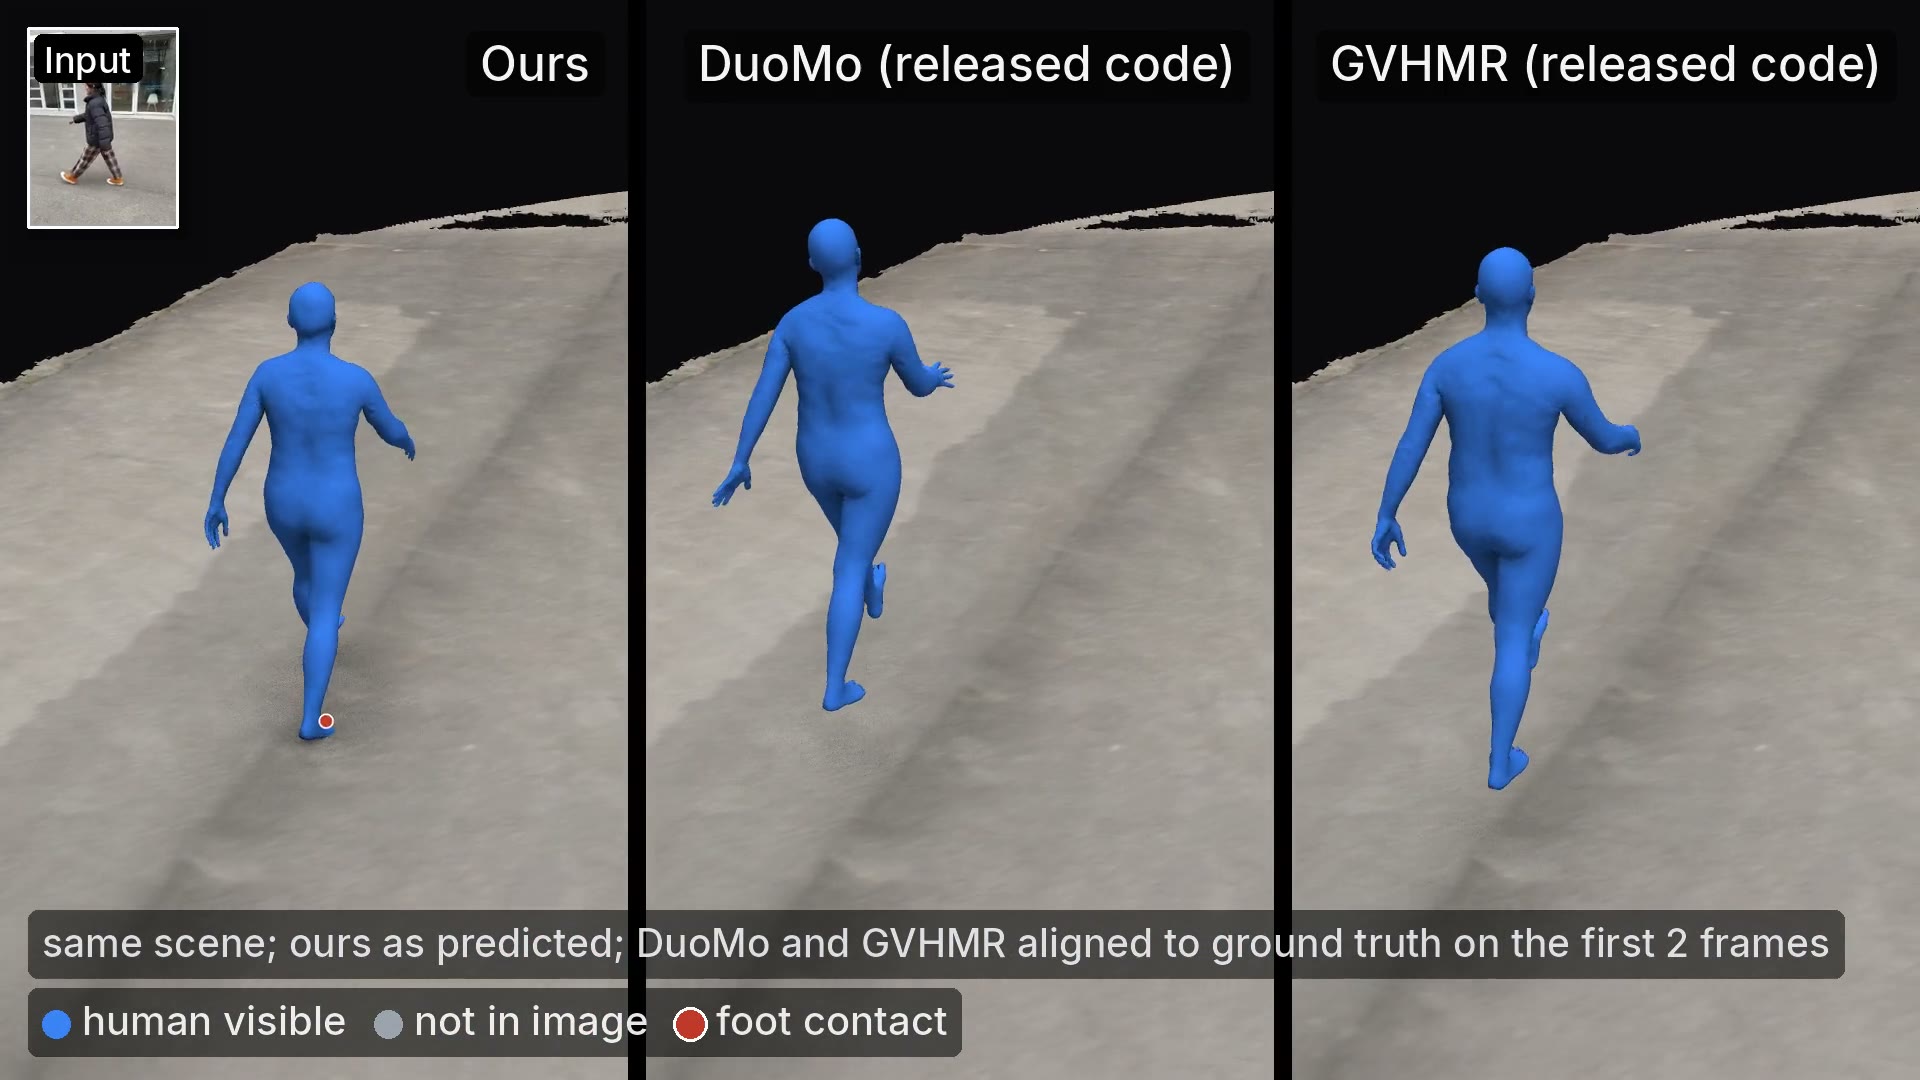 Input
Ours
DuoMo (released code)
GVHMR (released code)
same scene; ours as predicted; DuoMo and GVHMR aligned to ground truth on the first 2 frames
human visible not in image foot contact